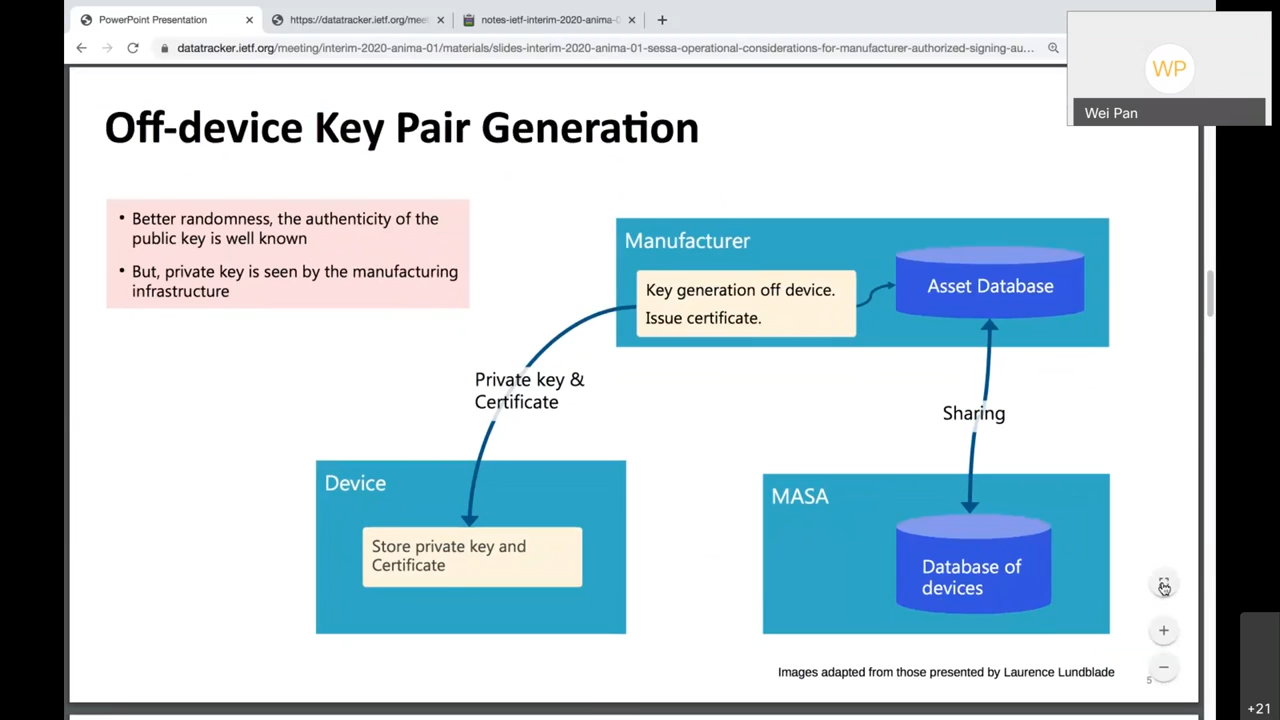 PowerPoint Presentation
https://datatracker.ietf.org/mee
notes-ietf-interim-2020-anima-0
datatracker.ietf.org/meeting/interim-2020-anima-01/materials/slides-interim-2020-anima-01-sessa-operational-considerations-for-manufacturer-authorized-signing-au...
WP
Wei Pan
Off-device Key Pair Generation
• Better randomness, the authenticity of the
public key is well known
• But, private key is seen by the manufacturing
infrastructure
Manufacturer
Key generation off device.
Issue certificate.
Asset Database
Private key &
Certificate
Sharing
Device
Store private key and
Certificate
MASA
Database of
devices
Images adapted from those presented by Laurence Lundblade
5
+21